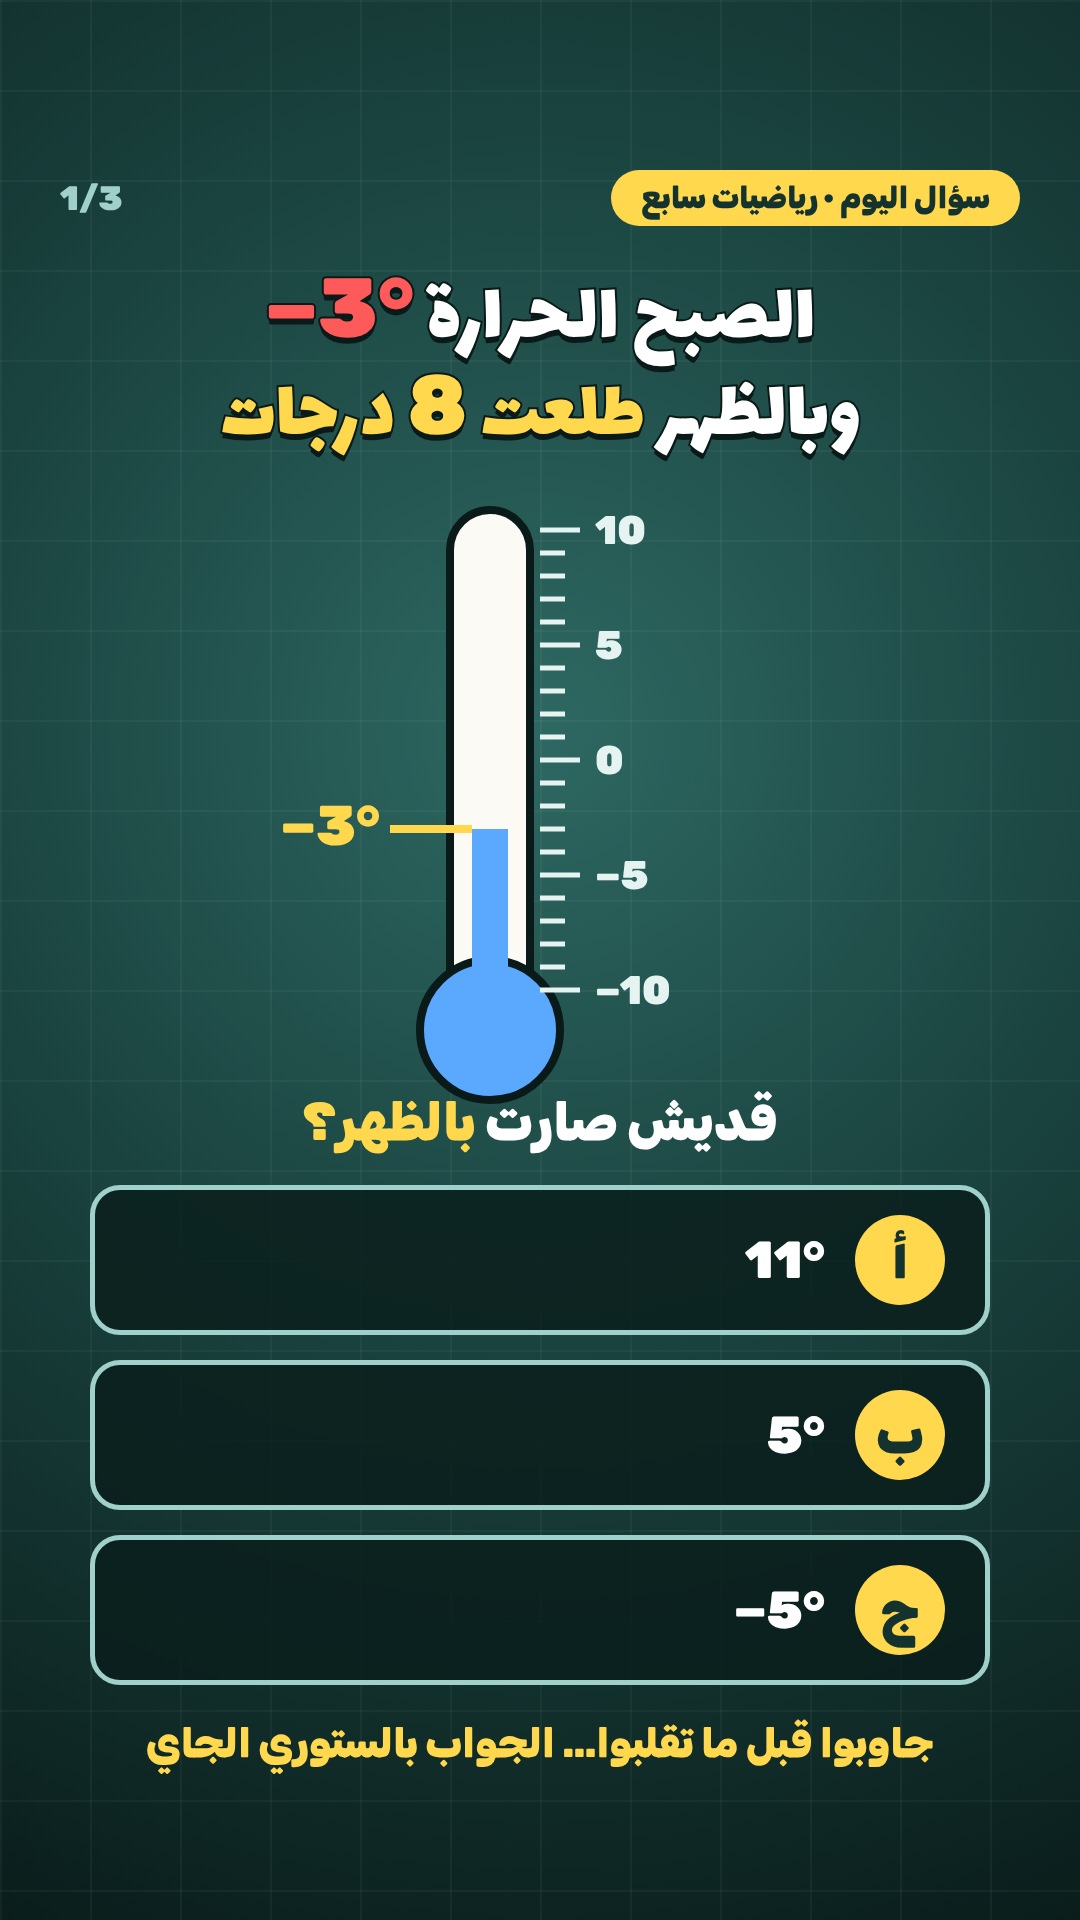 سؤال اليوم • رياضيات سابع
1/3
الصبح الحرارة −3°
وبالظهر طلعت 8 درجات
10
5
0
−3°
−5
−10
قديش صارت بالظهر؟
أ 11°
ب 5°
ج −5°
جاوبوا قبل ما تقلبوا... الجواب بالستوري الجاي